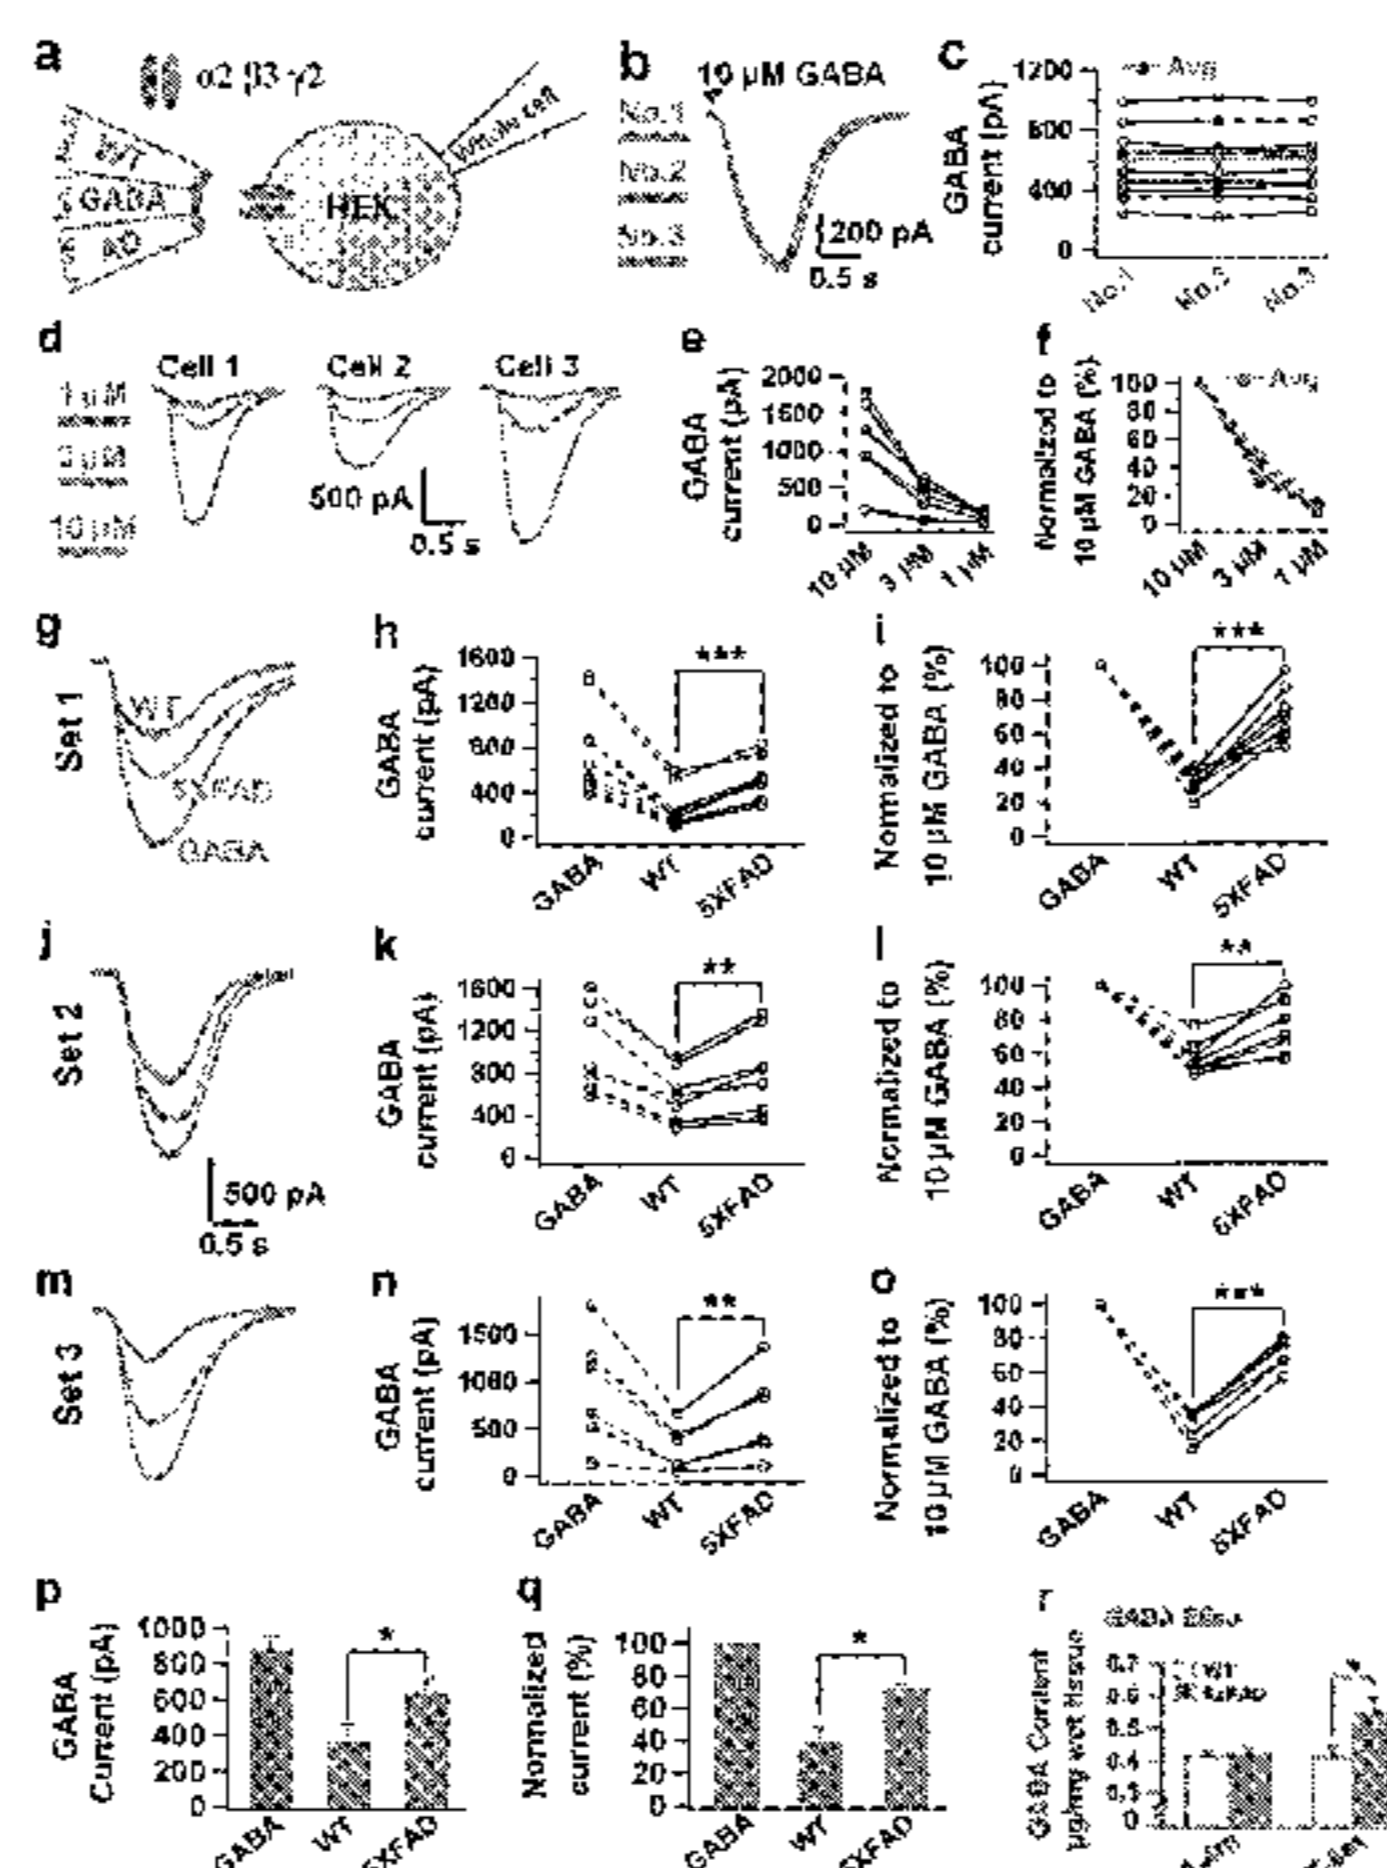 a
α2 β3 γ2
WT
GABA
AD
HEK
Whole cell
b
10 µM GABA
No.1
No.2
No.3
200 pA
0.5 s
c
GABA
current (pA)
Avg
1200
800
400
0
No.1
No.2
No.3
d
Cell 1
Cell 2
Cell 3
1 µM
3 µM
10 µM
500 pA
0.5 s
e
GABA
current (pA)
2000
1500
1000
500
0
10 µM
3 µM
1 µM
f
Normalized to
10 µM GABA (%)
Avg
100
80
60
40
20
0
10 µM
3 µM
1 µM
g
Set 1
WT
5XFAD
GABA
h
GABA
current (pA)
1600
1200
800
400
0
***
GABA
WT
5XFAD
i
Normalized to
10 µM GABA (%)
100
80
60
40
20
0
***
GABA
WT
5XFAD
j
Set 2
500 pA
0.5 s
k
GABA
current (pA)
1600
1200
800
400
0
**
GABA
WT
5XFAD
l
Normalized to
10 µM GABA (%)
100
80
60
40
20
0
**
GABA
WT
5XFAD
m
Set 3
n
GABA
current (pA)
1500
1000
500
0
**
GABA
WT
5XFAD
o
Normalized to
10 µM GABA (%)
100
80
60
40
20
0
***
GABA
WT
5XFAD
p
GABA
Current (pA)
1000
800
600
400
200
0
*
GABA
WT
5XFAD
q
Normalized
current (%)
100
80
60
40
20
0
*
GABA
WT
5XFAD
r
GABA Content
µg/mg wet tissue
GABA
0.7
0.6
0.5
0.4
0
WT
5XFAD
*